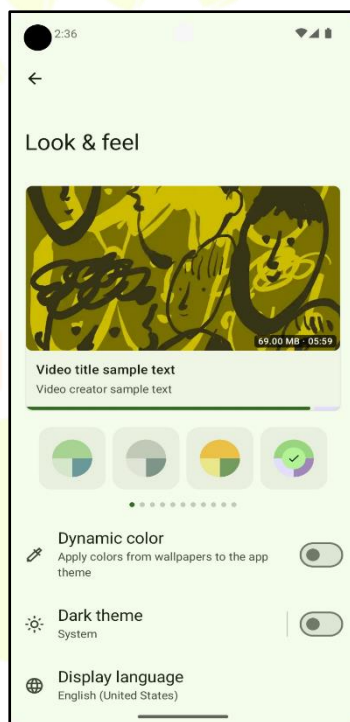 2:36
Look & feel
69.00 MB · 05:59
Video title sample text
Video creator sample text
Dynamic color
Apply colors from wallpapers to the app
theme
Dark theme
System
Display language
English (United States)